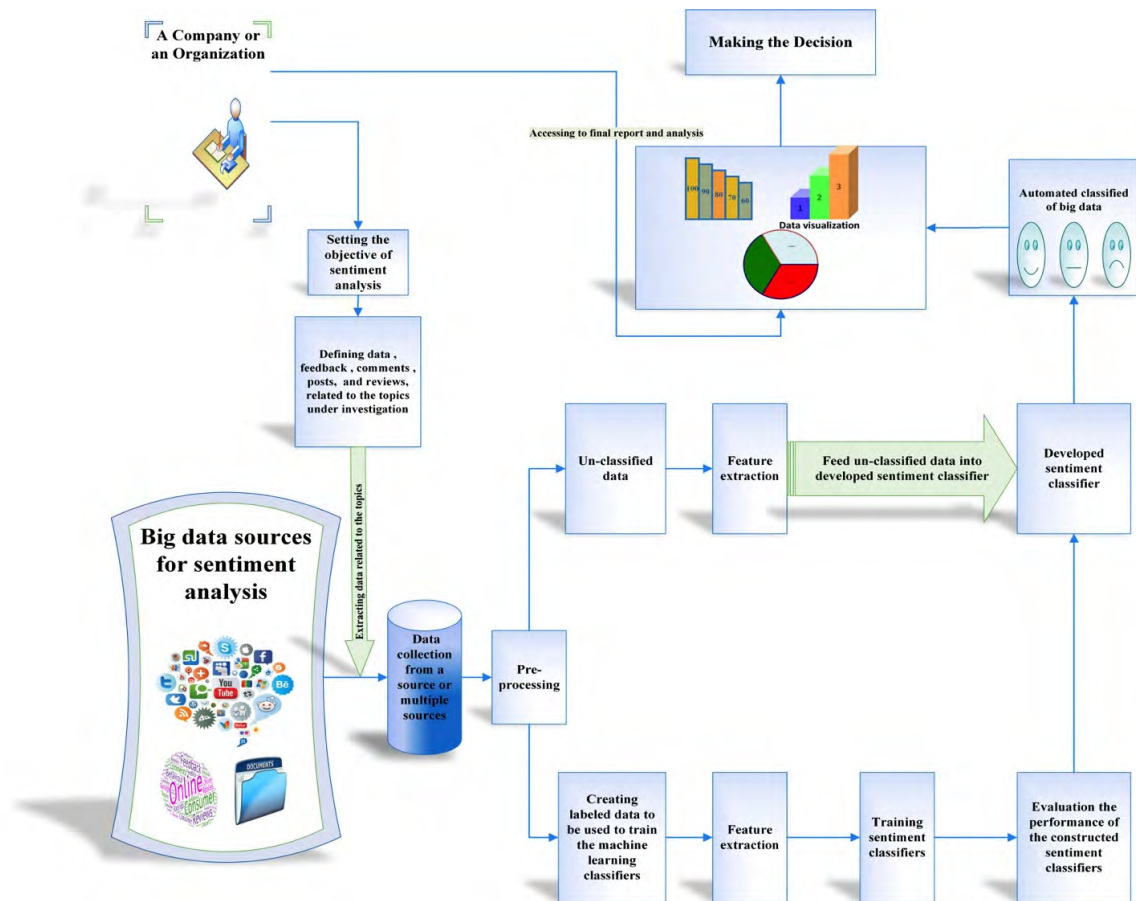 A Company or
an Organization
Making the Decision
Accessing to final report and analysis
100
90
80
70
60
1
2
3
Data visualization
Automated classified
of big data
Setting the
objective of
sentiment
analysis
Defining data ,
feedback , comments ,
posts, and reviews,
related to the topics
under investigation
Un-classified
data
Feature
extraction
Feed un-classified data into
developed sentiment classifier
Developed
sentiment
classifier
Extracting data related to the topics
Big data sources
for sentiment
analysis
You
Tube
Feedback
Online
Consumer
Reviews
DOCUMENTS
Data
collection
from a
source or
multiple
sources
Pre-
processing
Creating
labeled data to
be used to train
the machine
learning
classifiers
Feature
extraction
Training
sentiment
classifiers
Evaluation the
performance of
the constructed
sentiment
classifiers